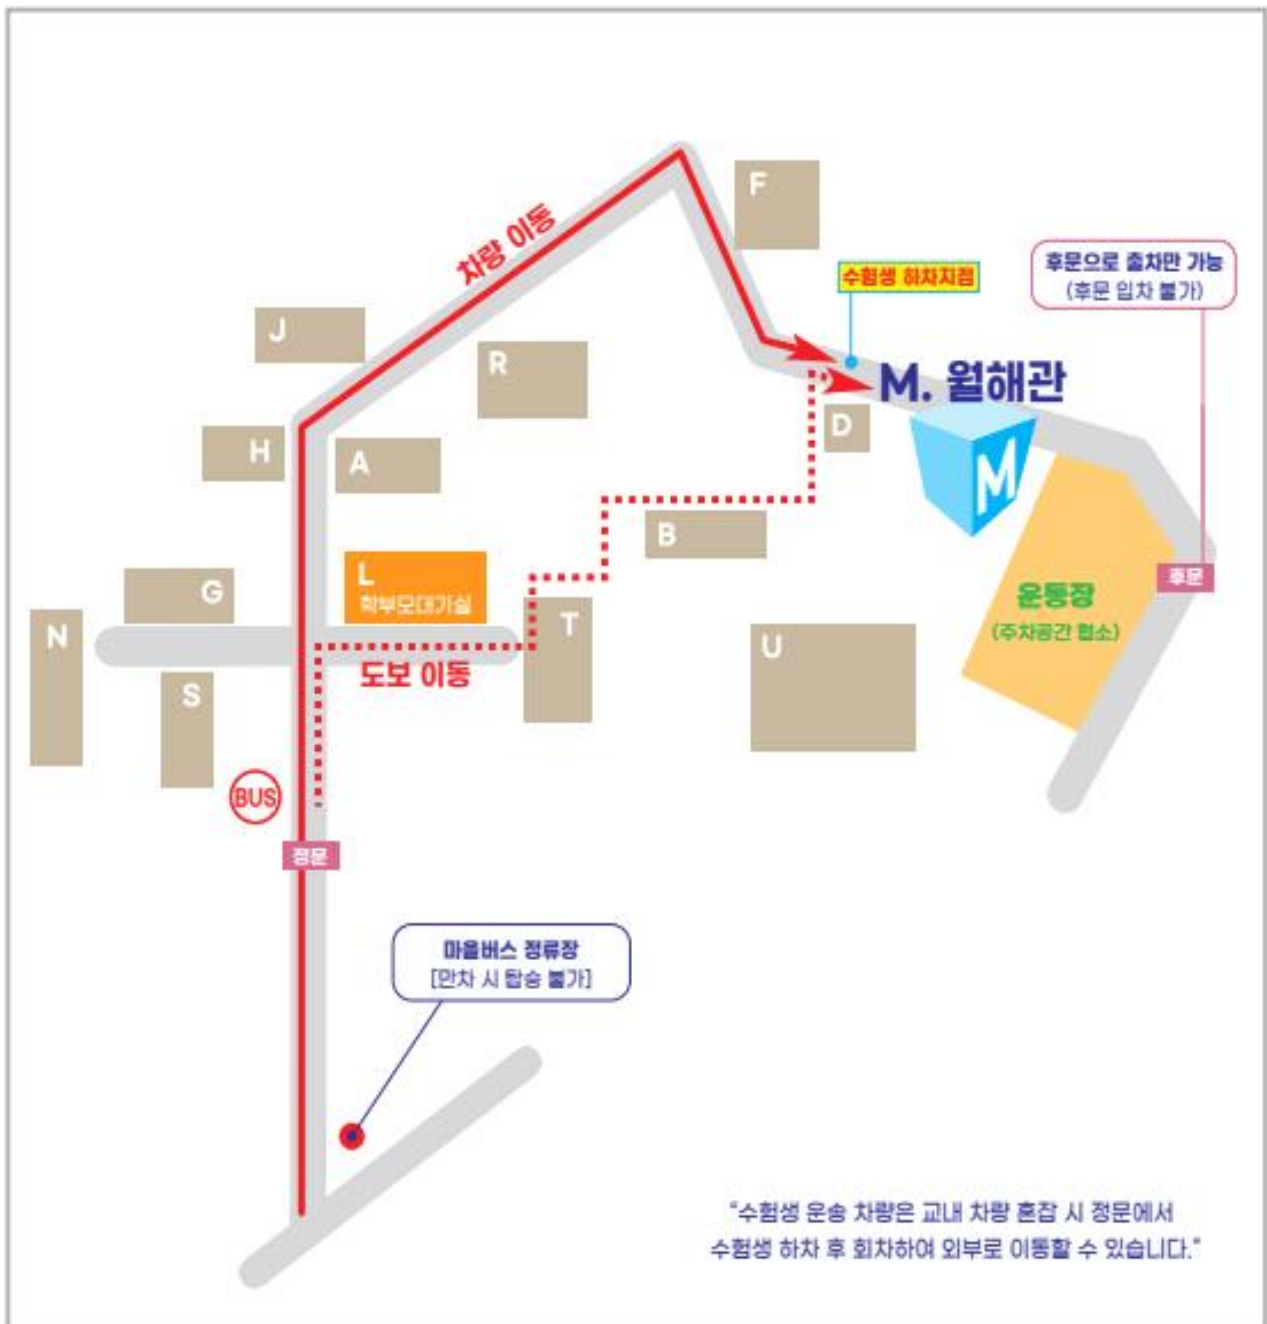 F
차량 이동
수험생 하차지점
후문으로 출차만 가능
(후문 입차 불가)
J
R
M. 월해관
H
A
D
M
B
L
학부모대기실
G
T
후문
운동장
(주차공간 협소)
N
U
도보 이동
S
BUS
정문
마을버스 정류장
[만차 시 탑승 불가]
"수험생 운송 차량은 교내 차량 혼잡 시 정문에서
수험생 하차 후 회차하여 외부로 이동할 수 있습니다."